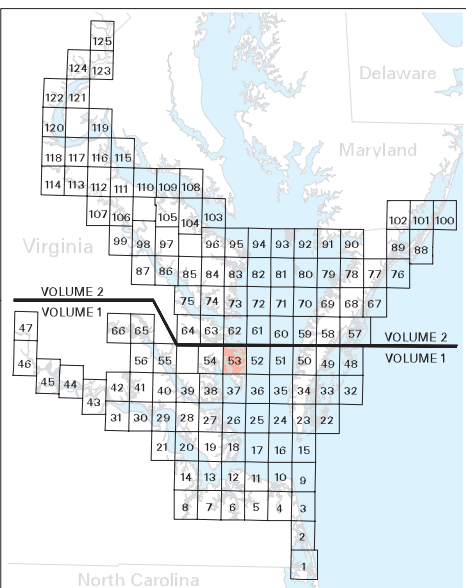 125
124 123
Delaware
122 121
120 119
Maryland
118 117 116 115
114 113 112 111 110 109 108
107 106 105 104 103
102 101 100
Virginia
99 98 97 96 95 94 93 92 91 90
89 88
87 86 85 84 83 82 81 80 79 78 77 76
VOLUME 2
75 74 73 72 71 70 69 68 67
VOLUME 1
47
66 65 64 63 62 61 60 59 58 57
VOLUME 2
46
56 55 54 53 52 51 50 49 48
VOLUME 1
45 44 43 42 41 40 39 38 37 36 35 34 33 32
31 30 29 28 27 26 25 24 23 22
21 20 19 18 17 16 15
14 13 12 11 10 9
8 7 6 5 4 3
2
1
North Carolina